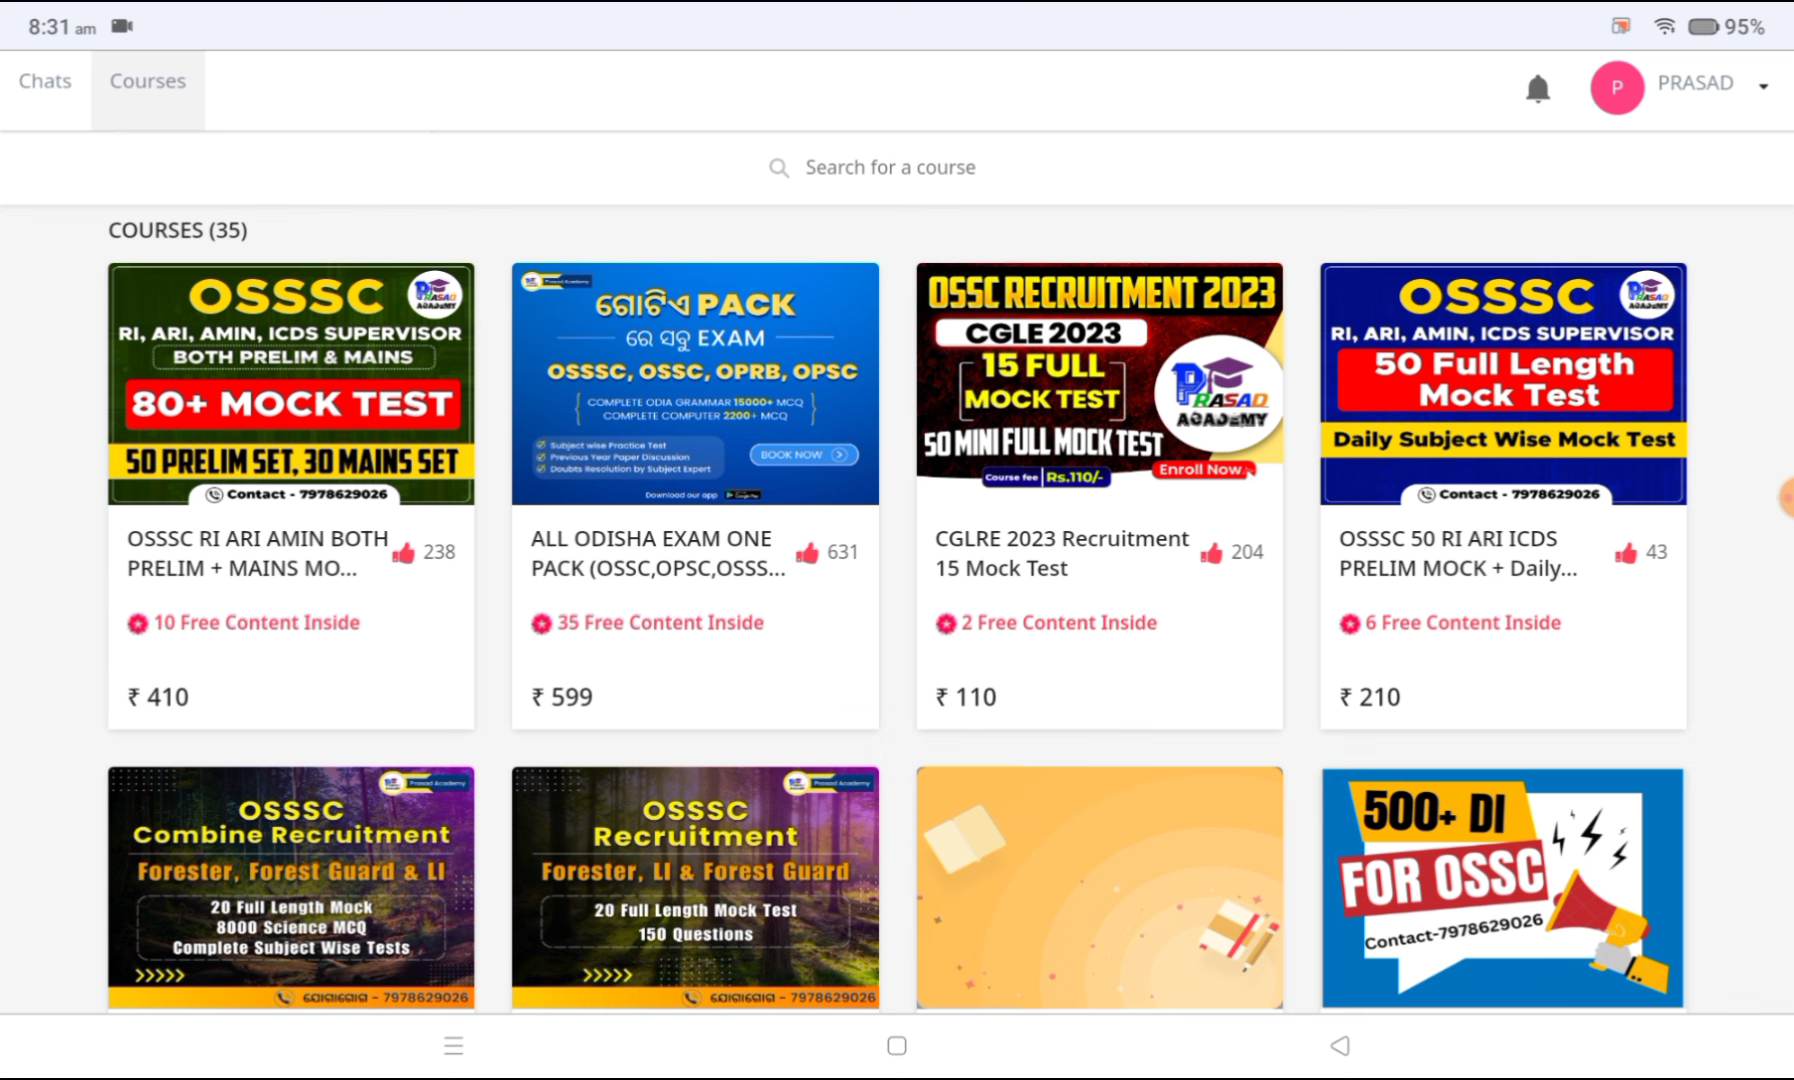 8:31 am
95%
Chats
Courses
P
PRASAD
Search for a course
COURSES (35)
OSSSC
PRASAD
ACADEMY
RI, ARI, AMIN, ICDS SUPERVISOR
BOTH PRELIM & MAINS
80+ MOCK TEST
50 PRELIM SET, 30 MAINS SET
Contact - 7978629026
OSSSC RI ARI AMIN BOTH
PRELIM + MAINS MO...
238
10 Free Content Inside
₹ 410
Prasad Academy
ଗୋଟିଏ PACK
ରେ ସବୁ EXAM
OSSSC, OSSC, OPRB, OPSC
COMPLETE ODIA GRAMMAR 15000+ MCQ
COMPLETE COMPUTER 2200+ MCQ
Subject wise Practice Test
Previous Year Paper Discussion
Doubts Resolution by Subject Expert
BOOK NOW
Download our app
ALL ODISHA EXAM ONE
PACK (OSSC,OPSC,OSSS...
631
35 Free Content Inside
₹ 599
OSSC RECRUITMENT 2023
CGLE 2023
15 FULL
MOCK TEST
PRASAD
ACADEMY
50 MINI FULL MOCK TEST
Course fee Rs.110/-
Enroll Now
CGLRE 2023 Recruitment
15 Mock Test
204
2 Free Content Inside
₹ 110
OSSSC
PRASAD
ACADEMY
RI, ARI, AMIN, ICDS SUPERVISOR
50 Full Length
Mock Test
Daily Subject Wise Mock Test
Contact - 7978629026
OSSSC 50 RI ARI ICDS
PRELIM MOCK + Daily...
43
6 Free Content Inside
₹ 210
Prasad Academy
OSSSC
Combine Recruitment
Forester, Forest Guard & LI
20 Full Length Mock
8000 Science MCQ
Complete Subject Wise Tests
>>>>>
ଯୋଗାଯୋଗ - 7978629026
Prasad Academy
OSSSC
Recruitment
Forester, LI & Forest Guard
20 Full Length Mock Test
150 Questions
>>>>>
ଯୋଗାଯୋଗ - 7978629026
500+ DI
FOR OSSC
Contact-7978629026